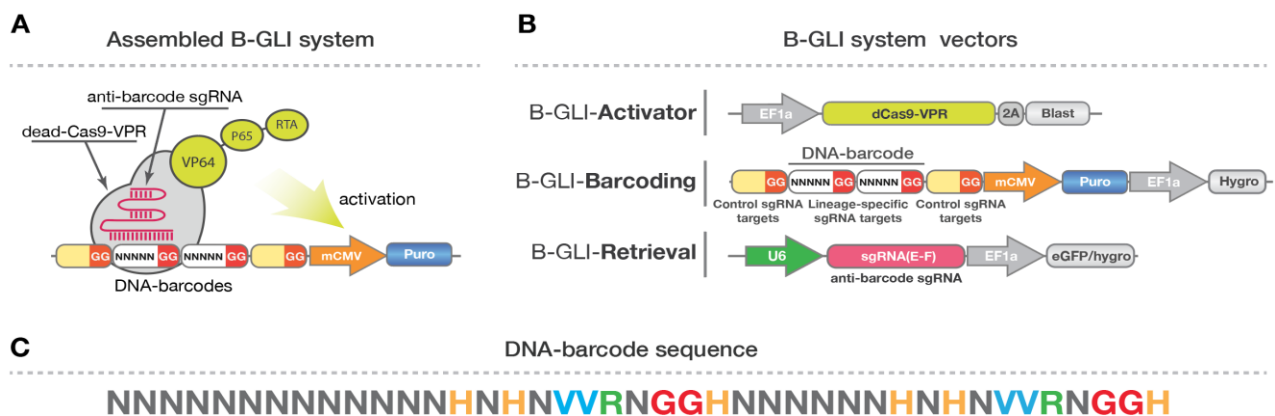 A
Assembled B-GLI system
anti-barcode sgRNA
dead-Cas9-VPR
VP64
P65
RTA
activation
GG NNNNN GG NNNNN GG GG mCMV Puro
DNA-barcodes
B
B-GLI system vectors
B-GLI-Activator
EF1a dCas9-VPR 2A Blast
DNA-barcode
B-GLI-Barcoding
GG NNNNN GG NNNNN GG GG mCMV Puro EF1a Hygro
Control sgRNA targets
Lineage-specific sgRNA targets
Control sgRNA targets
B-GLI-Retrieval
U6 sgRNA(E-F) EF1a eGFP/hygro
anti-barcode sgRNA
C
DNA-barcode sequence
NNNNNNNNNNNNNHNHNVVRNGGHNNNNNNHNHNVVRNGGH